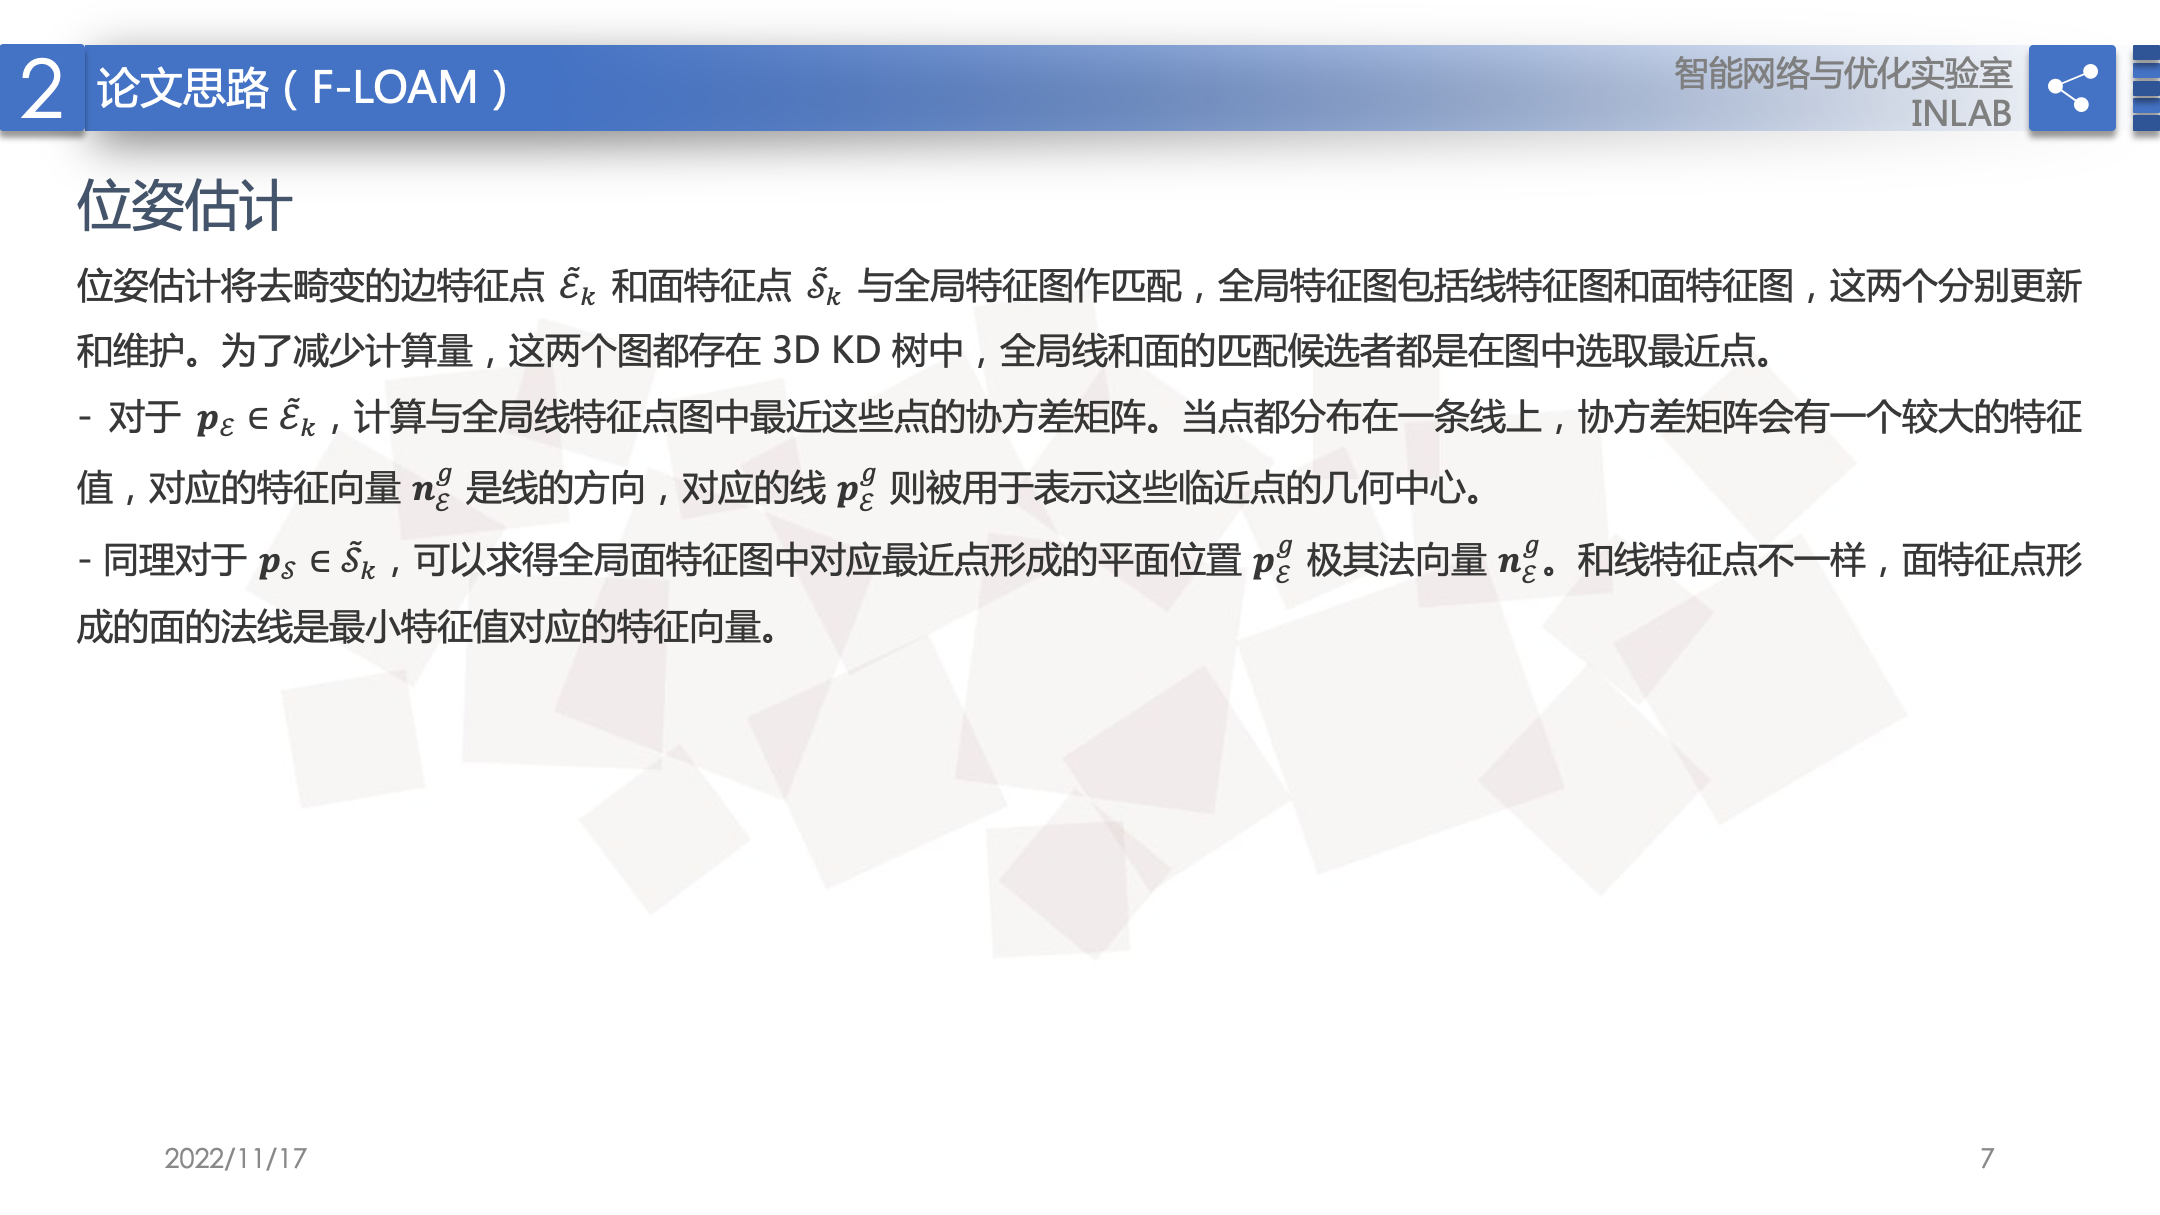 2
论文思路（F-LOAM）
智能网络与优化实验室
INLAB
位姿估计
位姿估计将去畸变的边特征点 $\tilde{\mathcal{E}}_k$ 和面特征点 $\tilde{\mathcal{S}}_k$ 与全局特征图作匹配，全局特征图包括线特征图和面特征图，这两个分别更新
和维护。为了减少计算量，这两个图都存在 3D KD 树中，全局线和面的匹配候选者都是在图中选取最近点。
- 对于 $\boldsymbol{p}_{\mathcal{E}} \in \tilde{\mathcal{E}}_k$，计算与全局线特征点图中最近这些点的协方差矩阵。当点都分布在一条线上，协方差矩阵会有一个较大的特征
值，对应的特征向量 $\boldsymbol{n}_{\mathcal{E}}^{g}$ 是线的方向，对应的线 $\boldsymbol{p}_{\mathcal{E}}^{g}$ 则被用于表示这些临近点的几何中心。
- 同理对于 $\boldsymbol{p}_{\mathcal{S}} \in \tilde{\mathcal{S}}_k$，可以求得全局面特征图中对应最近点形成的平面位置 $\boldsymbol{p}_{\mathcal{E}}^{g}$ 极其法向量 $\boldsymbol{n}_{\mathcal{E}}^{g}$。和线特征点不一样，面特征点形
成的面的法线是最小特征值对应的特征向量。
2022/11/17
7